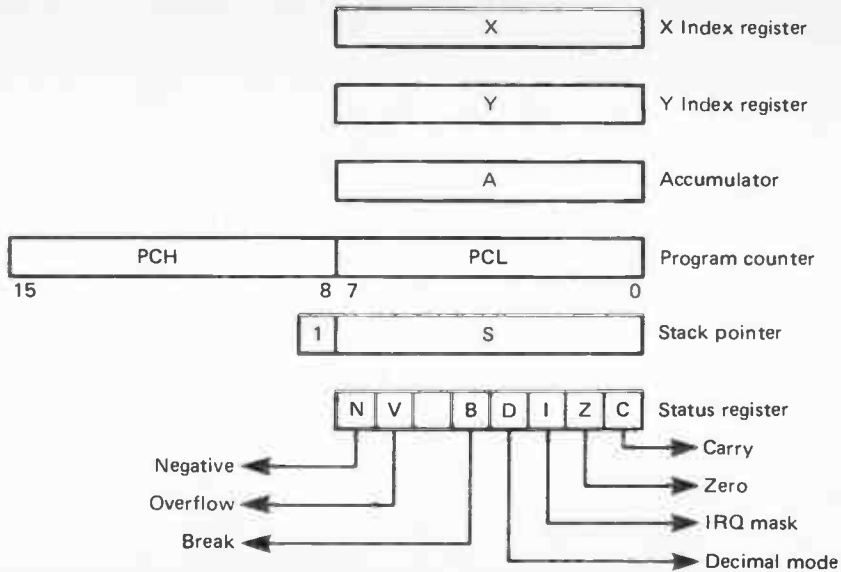 X X Index register
Y Y Index register
A Accumulator
PCH PCL Program counter
15 8 7 0
1 S Stack pointer
N V B D I Z C Status register
Carry
Negative
Zero
Overflow
IRQ mask
Break
Decimal mode